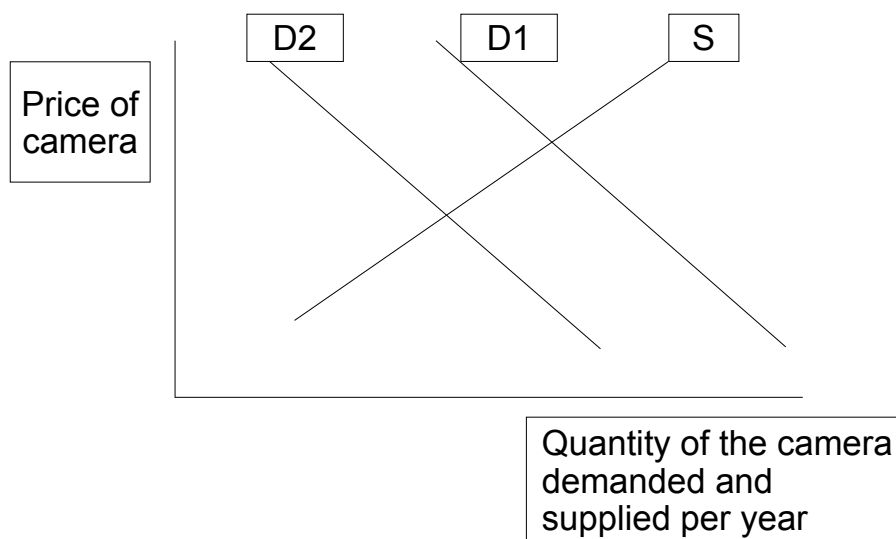 D2
D1
S
Price of
camera
Quantity of the camera
demanded and
supplied per year